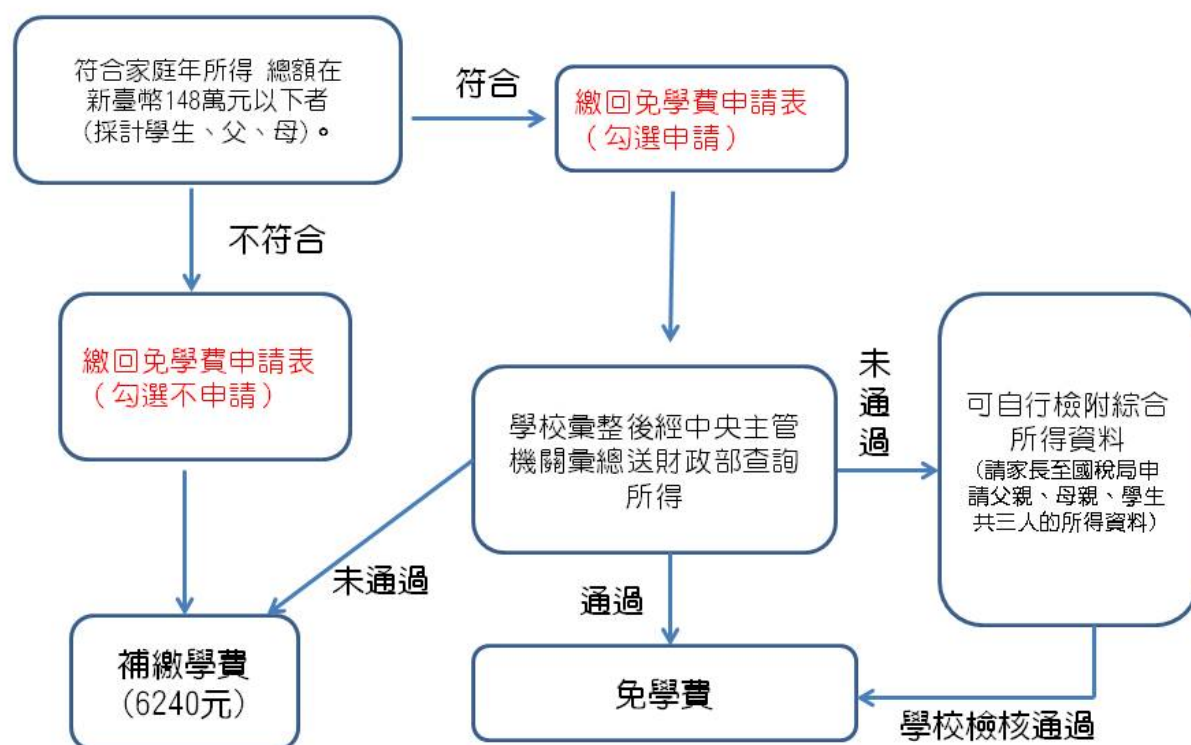 符合家庭年所得 總額在
新臺幣148萬元以下者
(採計學生、父、母)。
符合
繳回免學費申請表
(勾選申請)
不符合
繳回免學費申請表
(勾選不申請)
學校彙整後經中央主管
機關彙總送財政部查詢
所得
未通過
可自行檢附綜合
所得資料
(請家長至國稅局申
請父親、母親、學生
共三人的所得資料)
未通過
通過
補繳學費
(6240元)
免學費
學校檢核通過